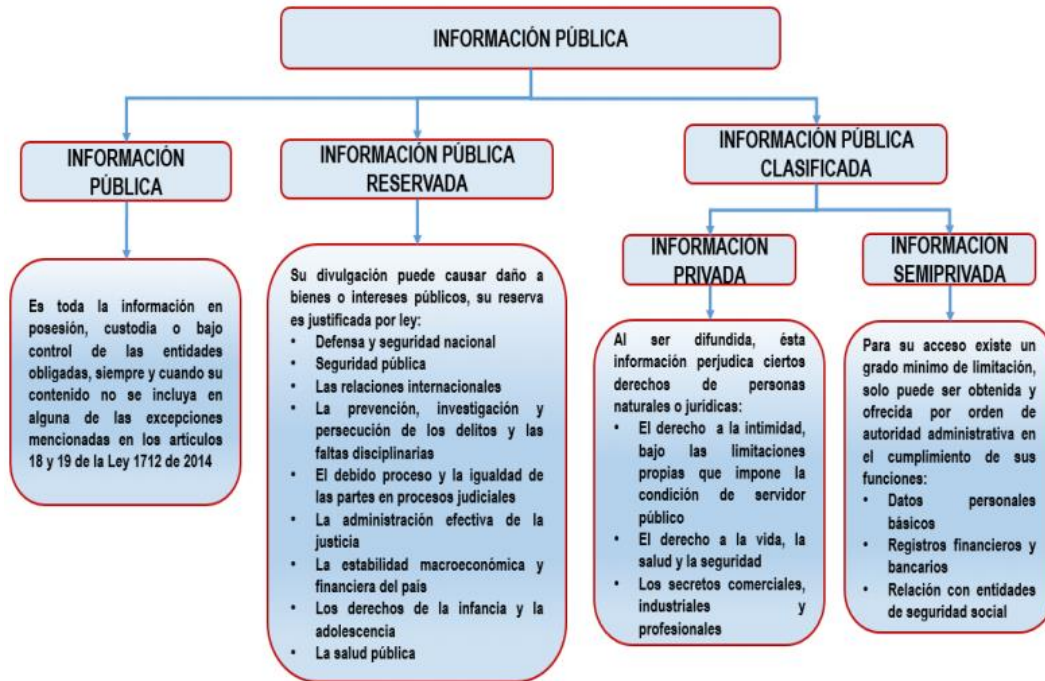 INFORMACIÓN PÚBLICA
INFORMACIÓN
PÚBLICA
Es toda la información en
posesión, custodia o bajo
control de las entidades
obligadas, siempre y cuando su
contenido no se incluya en
alguna de las excepciones
mencionadas en los artículos
18 y 19 de la Ley 1712 de 2014
INFORMACIÓN PÚBLICA
RESERVADA
Su divulgación puede causar daño a
bienes o intereses públicos, su reserva
es justificada por ley:
• Defensa y seguridad nacional
• Seguridad pública
• Las relaciones internacionales
• La prevención, investigación y
persecución de los delitos y las
faltas disciplinarias
• El debido proceso y la igualdad de
las partes en procesos judiciales
• La administración efectiva de la
justicia
• La estabilidad macroeconómica y
financiera del país
• Los derechos de la infancia y la
adolescencia
• La salud pública
INFORMACIÓN PÚBLICA
CLASIFICADA
INFORMACIÓN
PRIVADA
Al ser difundida, ésta
información perjudica ciertos
derechos de personas
naturales o jurídicas:
• El derecho a la intimidad,
bajo las limitaciones
propias que impone la
condición de servidor
público
• El derecho a la vida, la
salud y la seguridad
• Los secretos comerciales,
industriales y
profesionales
INFORMACIÓN
SEMIPRIVADA
Para su acceso existe un
grado mínimo de limitación,
solo puede ser obtenida y
ofrecida por orden de
autoridad administrativa en
el cumplimiento de sus
funciones:
• Datos personales
básicos
• Registros financieros y
bancarios
• Relación con entidades
de seguridad social